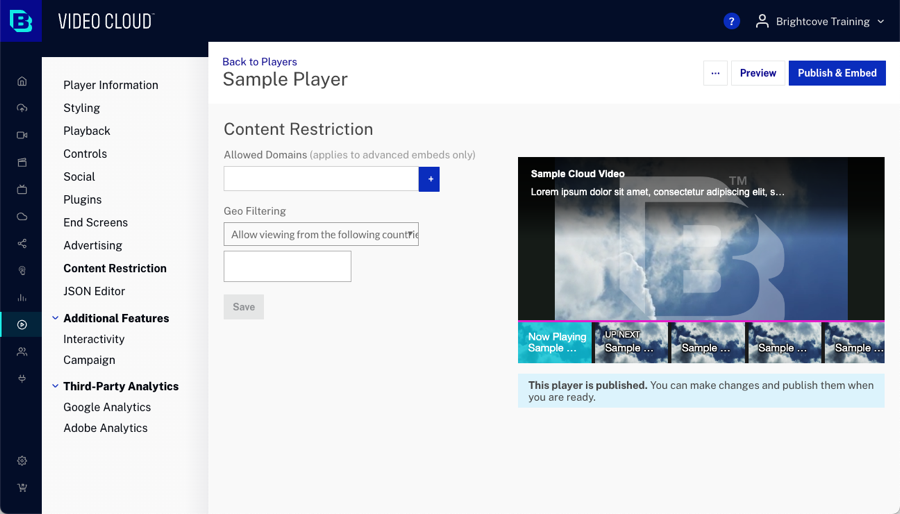 VIDEO CLOUD™
?
Brightcove Training
Player Information
Styling
Playback
Controls
Social
Plugins
End Screens
Advertising
Content Restriction
JSON Editor
Additional Features
Interactivity
Campaign
Third-Party Analytics
Google Analytics
Adobe Analytics
Back to Players
Sample Player
...
Preview
Publish & Embed
Content Restriction
Allowed Domains (applies to advanced embeds only)
+
Geo Filtering
Allow viewing from the following countrie
Save
Sample Cloud Video
Lorem ipsum dolor sit amet, consectetur adipiscing elit, s...
TM
Now Playing
Sample ...
UP NEXT
Sample ...
Sample ...
Sample ...
Sample ...
This player is published. You can make changes and publish them when
you are ready.